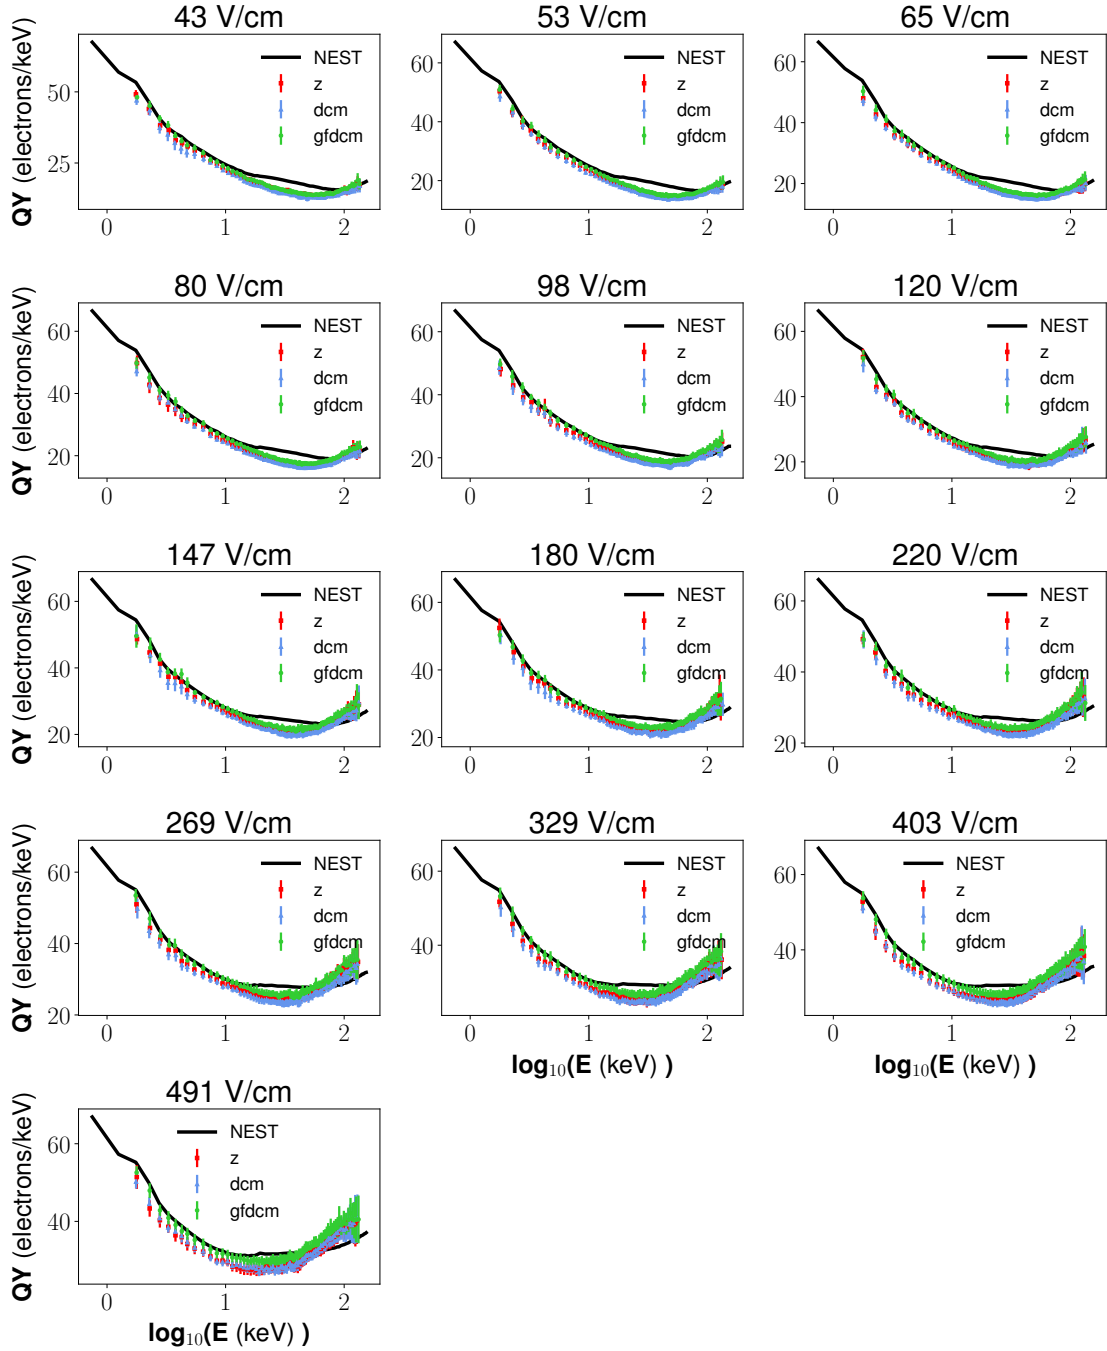 43 V/cm
53 V/cm
65 V/cm
QY (electrons/keV)
50
25
0 1 2
NEST
z
dcm
gfdcm
60
40
20
0 1 2
NEST
z
dcm
gfdcm
60
40
20
0 1 2
NEST
z
dcm
gfdcm
80 V/cm
98 V/cm
120 V/cm
QY (electrons/keV)
60
40
20
0 1 2
NEST
z
dcm
gfdcm
60
40
20
0 1 2
NEST
z
dcm
gfdcm
60
40
20
0 1 2
NEST
z
dcm
gfdcm
147 V/cm
180 V/cm
220 V/cm
QY (electrons/keV)
60
40
20
0 1 2
NEST
z
dcm
gfdcm
60
40
20
0 1 2
NEST
z
dcm
gfdcm
60
40
20
0 1 2
NEST
z
dcm
gfdcm
269 V/cm
329 V/cm
403 V/cm
QY (electrons/keV)
60
40
20
0 1 2
NEST
z
dcm
gfdcm
60
40
0 1 2
NEST
z
dcm
gfdcm
log₁₀(E (keV) )
60
40
0 1 2
NEST
z
dcm
gfdcm
log₁₀(E (keV) )
491 V/cm
QY (electrons/keV)
60
40
0 1 2
NEST
z
dcm
gfdcm
log₁₀(E (keV) )